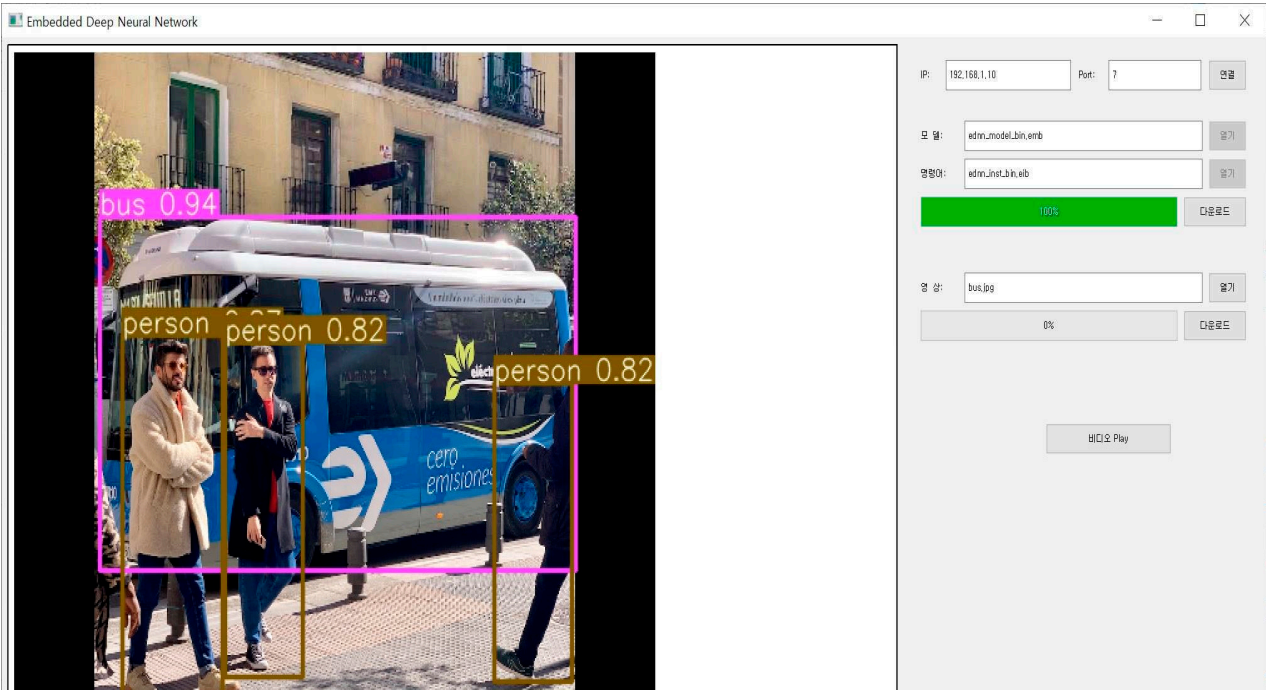 Embedded Deep Neural Network
IP: 192.168.1.10 Port: 7 연결
모 델: ednn_model_bin.emb 열기
명령어: ednn_inst_bin.eib 열기
100% 다운로드
영 상: bus.jpg 열기
0% 다운로드
비디오 Play
bus 0.94
person
person 0.82
person 0.82
cero
emisiones